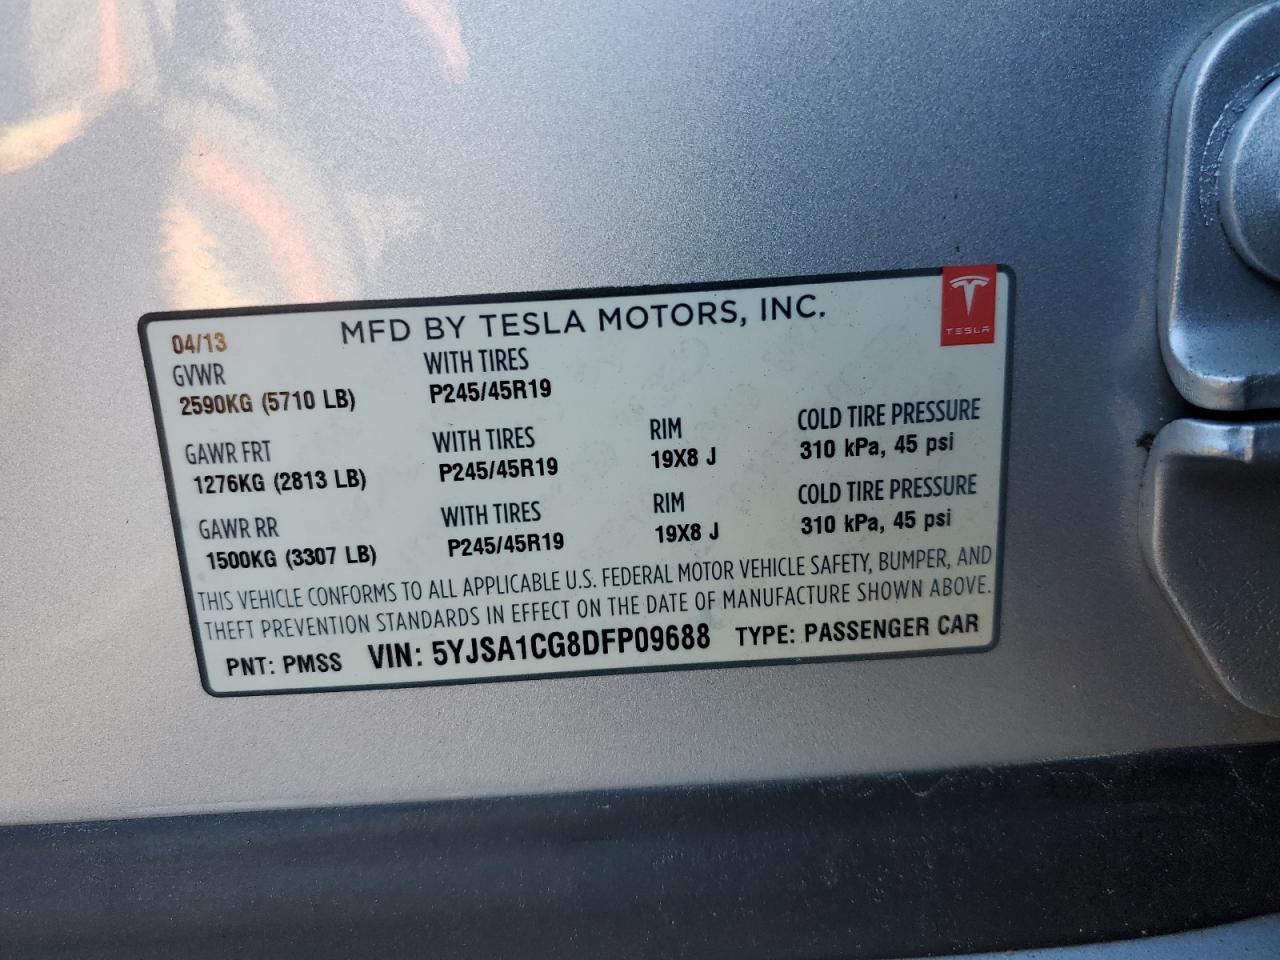 MFD BY TESLA MOTORS, INC.
TESLA
04/13
GVWR WITH TIRES
2590KG (5710 LB) P245/45R19
GAWR FRT WITH TIRES RIM COLD TIRE PRESSURE
1276KG (2813 LB) P245/45R19 19X8 J 310 kPa, 45 psi
GAWR RR WITH TIRES RIM COLD TIRE PRESSURE
1500KG (3307 LB) P245/45R19 19X8 J 310 kPa, 45 psi
THIS VEHICLE CONFORMS TO ALL APPLICABLE U.S. FEDERAL MOTOR VEHICLE SAFETY, BUMPER, AND
THEFT PREVENTION STANDARDS IN EFFECT ON THE DATE OF MANUFACTURE SHOWN ABOVE.
PNT: PMSS VIN: 5YJSA1CG8DFP09688 TYPE: PASSENGER CAR